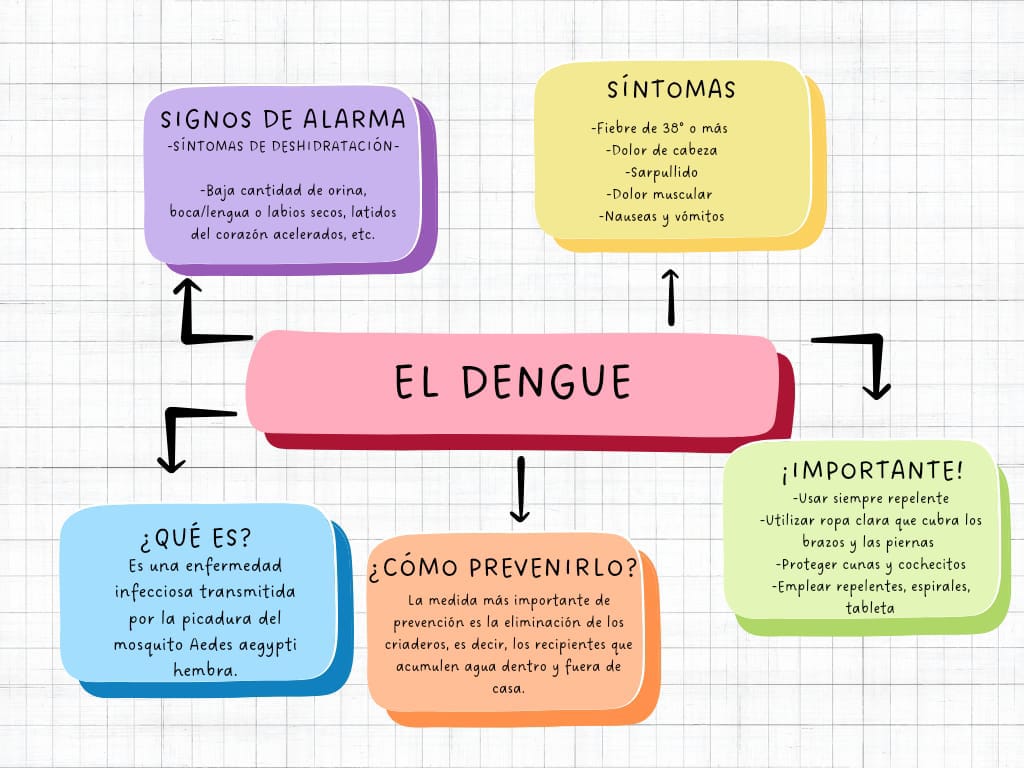 SIGNOS DE ALARMA
-SÍNTOMAS DE DESHIDRATACIÓN-
-Baja cantidad de orina,
boca/lengua o labios secos, latidos
del corazón acelerados, etc.
SÍNTOMAS
-Fiebre de 38° o más
-Dolor de cabeza
-Sarpullido
-Dolor muscular
-Nauseas y vómitos
EL DENGUE
¿QUÉ ES?
Es una enfermedad
infecciosa transmitida
por la picadura del
mosquito Aedes aegypti
hembra.
¿CÓMO PREVENIRLO?
La medida más importante de
prevención es la eliminación de los
criaderos, es decir, los recipientes que
acumulen agua dentro y fuera de
casa.
¡IMPORTANTE!
-Usar siempre repelente
-Utilizar ropa clara que cubra los
brazos y las piernas
-Proteger cunas y cochecitos
-Emplear repelentes, espirales,
tableta